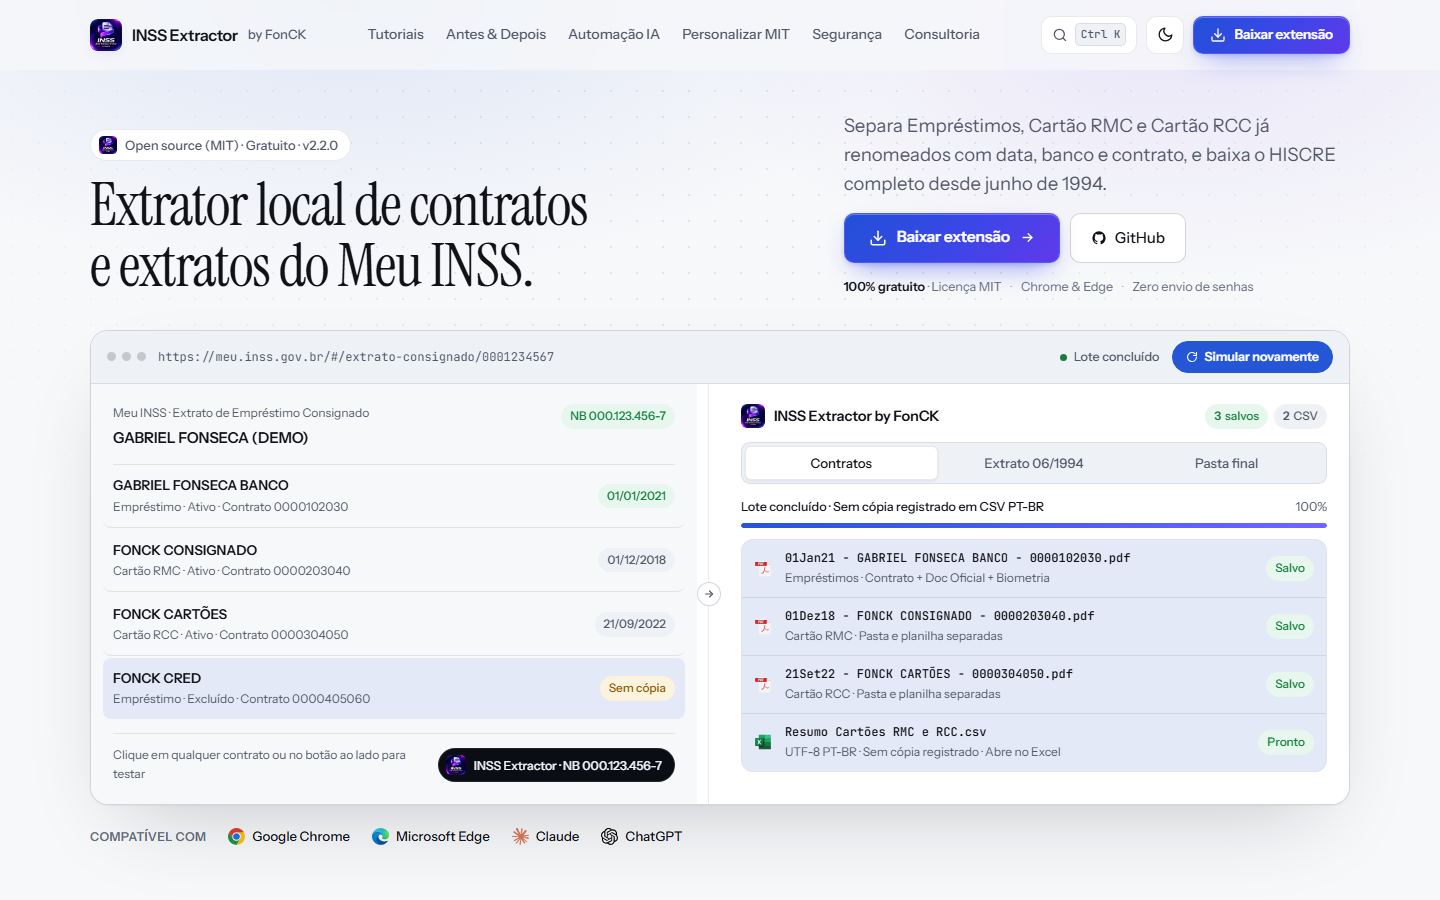 INSS Extractor by FonCK
Tutoriais
Antes & Depois
Automação IA
Personalizar MIT
Segurança
Consultoria
Ctrl K
Baixar extensão
Open source (MIT) · Gratuito · v2.2.0
Extrator local de contratos
e extratos do Meu INSS.
Separa Empréstimos, Cartão RMC e Cartão RCC já
renomeados com data, banco e contrato, e baixa o HISCRE
completo desde junho de 1994.
Baixar extensão
GitHub
100% gratuito · Licença MIT · Chrome & Edge · Zero envio de senhas
https://meu.inss.gov.br/#/extrato-consignado/0001234567
Lote concluído
Simular novamente
Meu INSS · Extrato de Empréstimo Consignado
GABRIEL FONSECA (DEMO)
NB 000.123.456-7
GABRIEL FONSECA BANCO
Empréstimo · Ativo · Contrato 0000102030
01/01/2021
FONCK CONSIGNADO
Cartão RMC · Ativo · Contrato 0000203040
01/12/2018
FONCK CARTÕES
Cartão RCC · Ativo · Contrato 0000304050
21/09/2022
FONCK CRED
Empréstimo · Excluído · Contrato 0000405060
Sem cópia
Clique em qualquer contrato ou no botão ao lado para
testar
INSS Extractor · NB 000.123.456-7
INSS Extractor by FonCK
3 salvos
2 CSV
Contratos
Extrato 06/1994
Pasta final
Lote concluído · Sem cópia registrado em CSV PT-BR
100%
01Jan21 - GABRIEL FONSECA BANCO - 0000102030.pdf
Empréstimos · Contrato + Doc Oficial + Biometria
Salvo
01Dez18 - FONCK CONSIGNADO - 0000203040.pdf
Cartão RMC · Pasta e planilha separadas
Salvo
21Set22 - FONCK CARTÕES - 0000304050.pdf
Cartão RCC · Pasta e planilha separadas
Salvo
Resumo Cartões RMC e RCC.csv
UTF-8 PT-BR · Sem cópia registrado · Abre no Excel
Pronto
COMPATÍVEL COM
Google Chrome
Microsoft Edge
Claude
ChatGPT